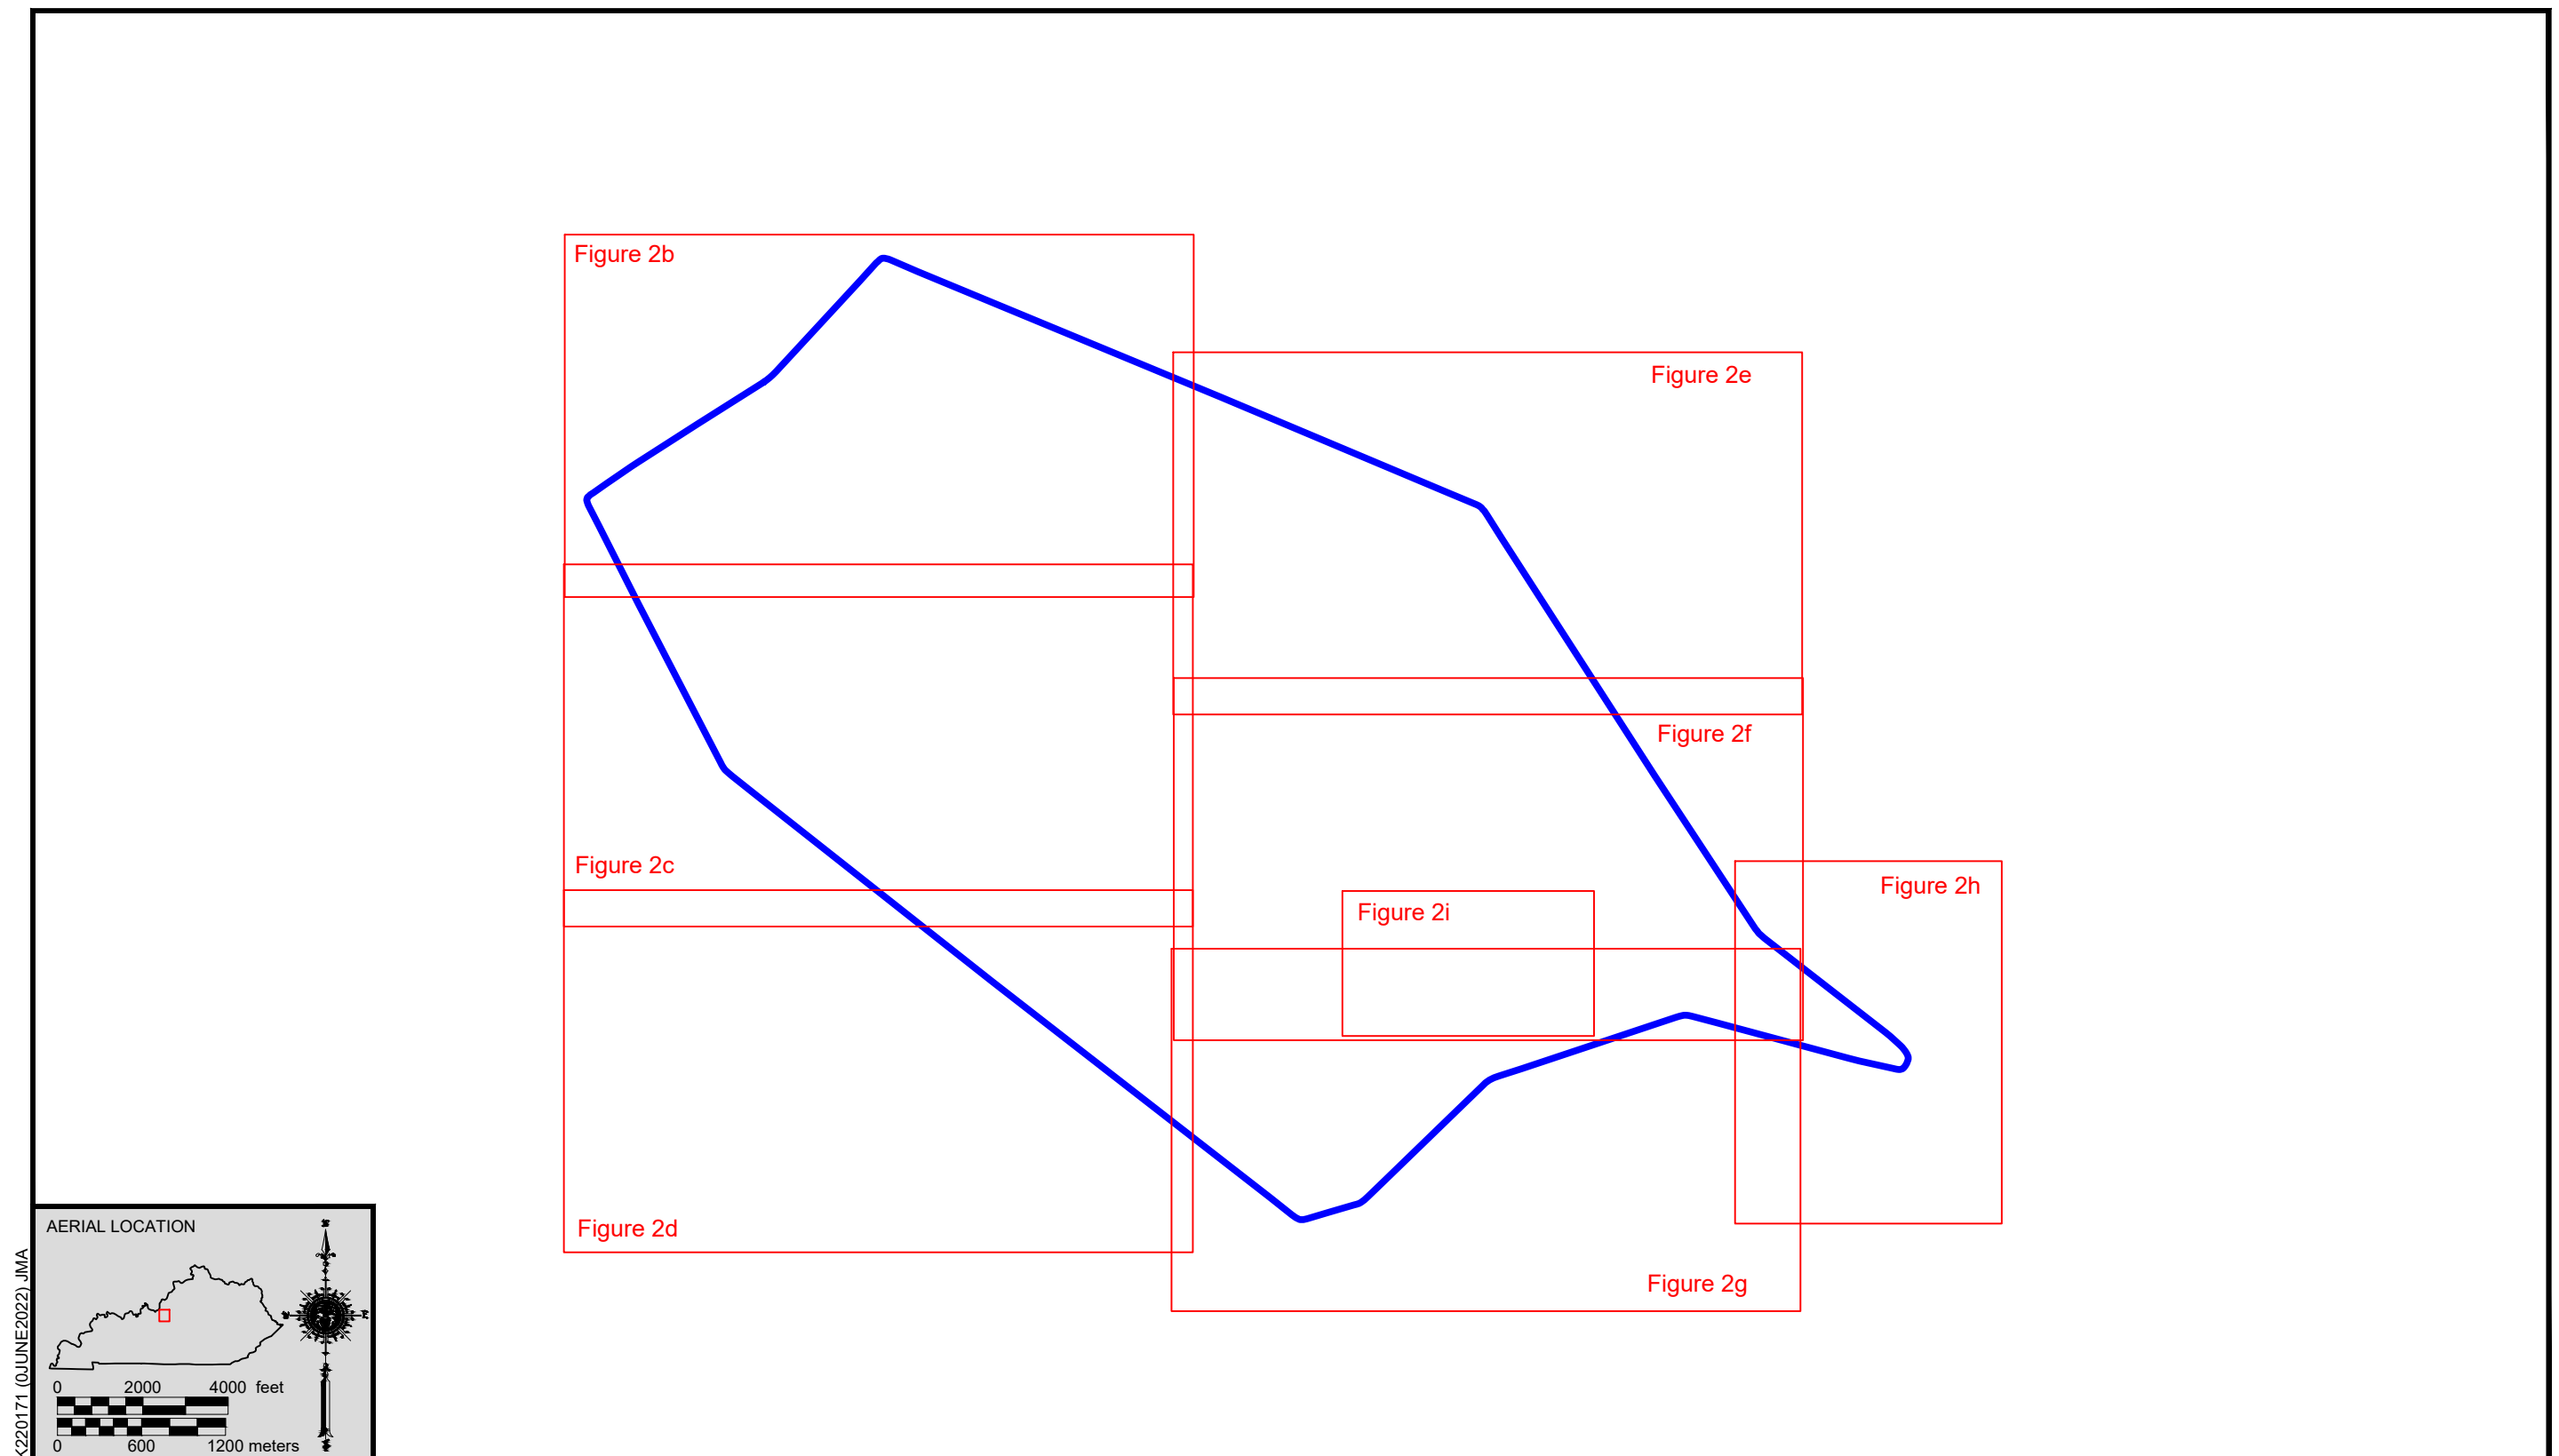 Figure 2b
Figure 2e
Figure 2f
Figure 2c
Figure 2h
Figure 2i
Figure 2d
Figure 2g
AERIAL LOCATION
0 2000 4000 feet
0 600 1200 meters
K220171 (0JUNE2022) JMA